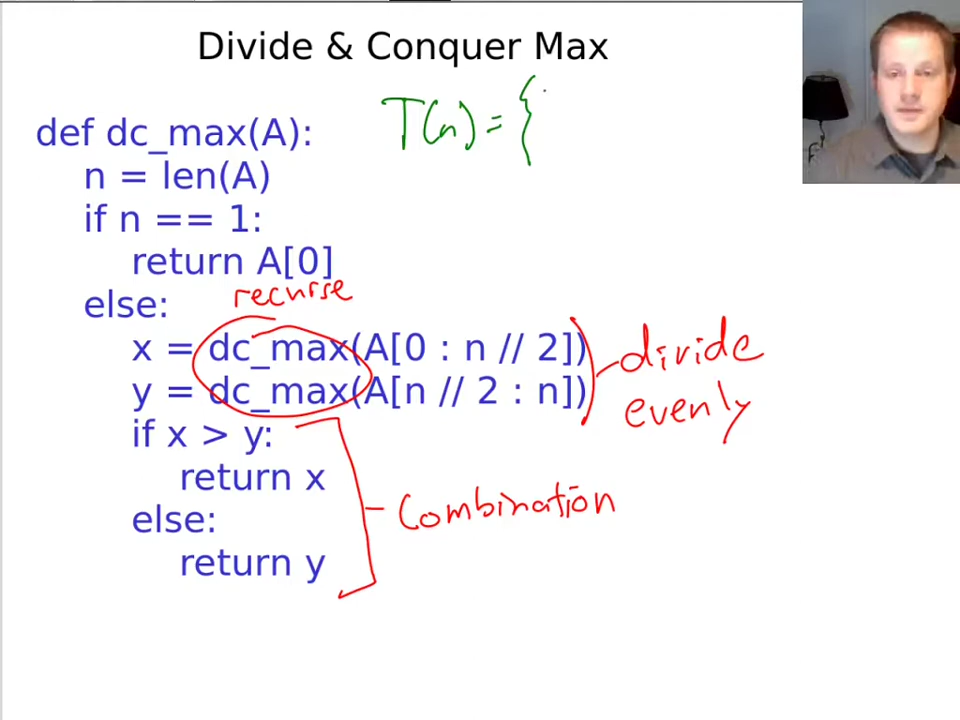 Divide & Conquer Max
T(n) = {
def dc_max(A):
n = len(A)
if n == 1:
return A[0]
else:
recurse
x = dc_max(A[0 : n // 2])
y = dc_max(A[n // 2 : n])
divide
evenly
if x > y:
return x
else:
return y
Combination